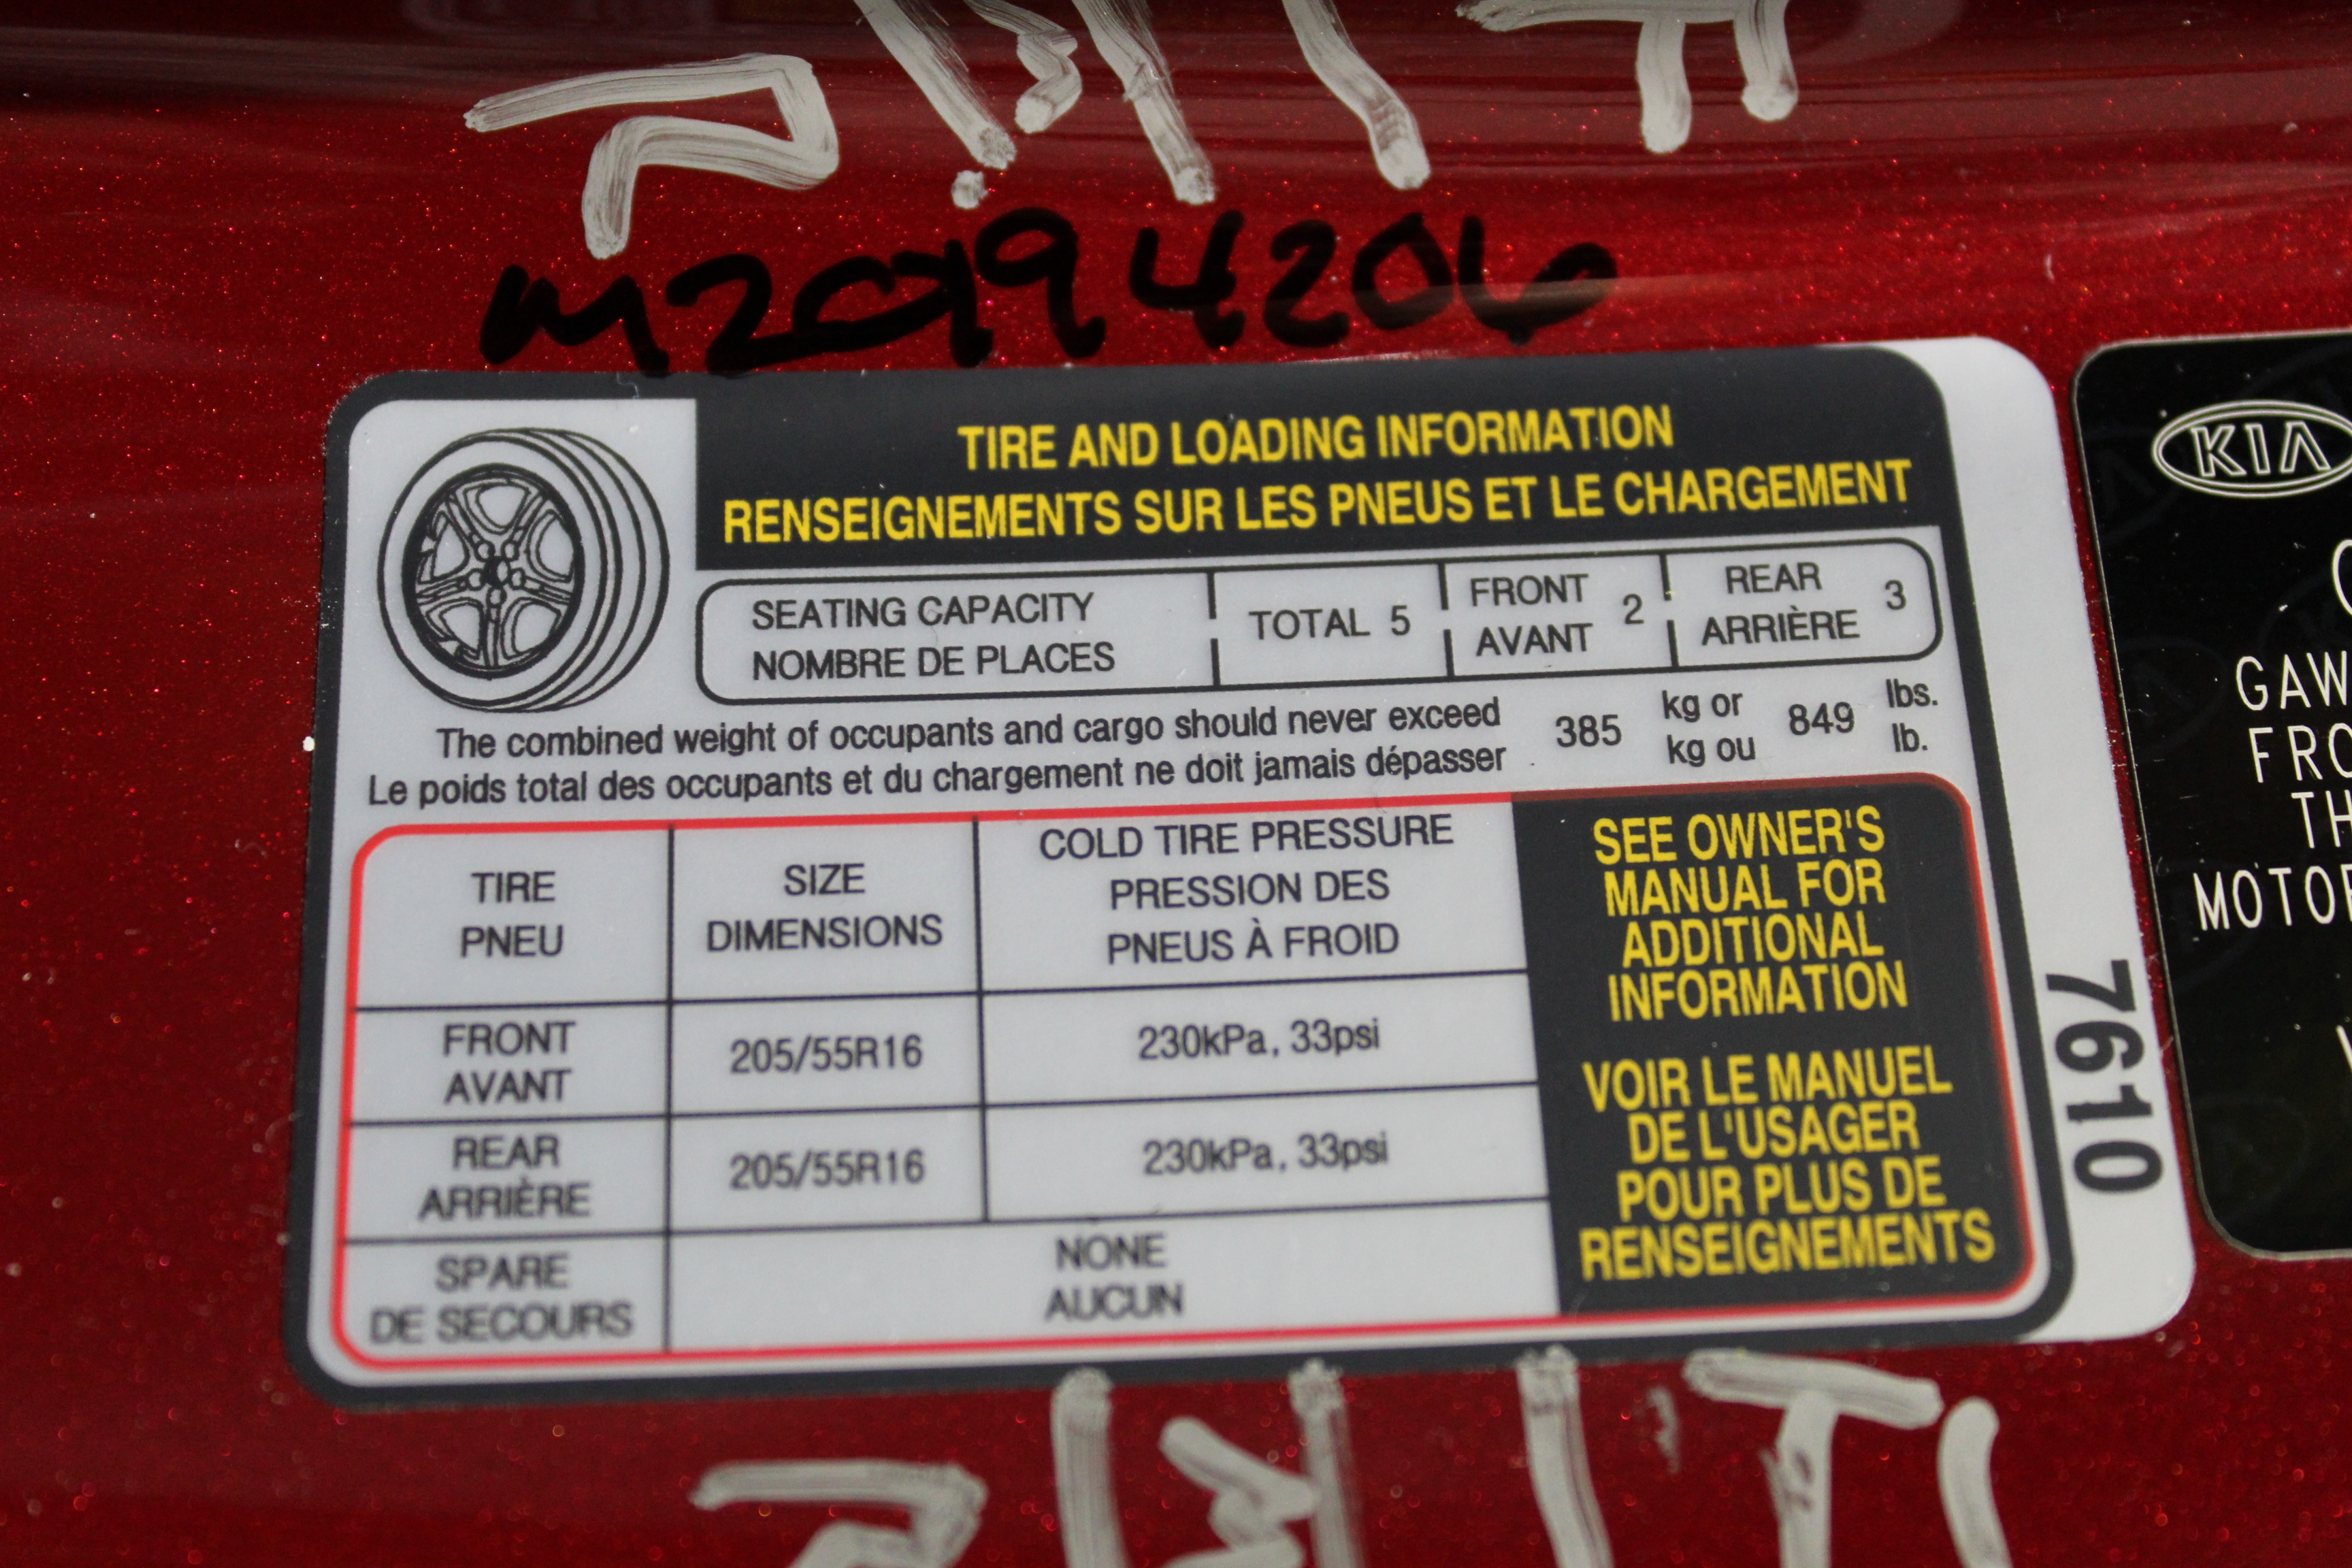 M20194206
TIRE AND LOADING INFORMATION
RENSEIGNEMENTS SUR LES PNEUS ET LE CHARGEMENT
SEATING CAPACITY
NOMBRE DE PLACES
TOTAL 5
FRONT
AVANT
2
REAR
ARRIÈRE
3
The combined weight of occupants and cargo should never exceed
Le poids total des occupants et du chargement ne doit jamais dépasser
385
kg or
kg ou
849
lbs.
lb.
TIRE
PNEU
SIZE
DIMENSIONS
COLD TIRE PRESSURE
PRESSION DES
PNEUS À FROID
FRONT
AVANT
205/55R16
230kPa, 33psi
REAR
ARRIÈRE
205/55R16
230kPa, 33psi
SPARE
DE SECOURS
NONE
AUCUN
SEE OWNER'S
MANUAL FOR
ADDITIONAL
INFORMATION
VOIR LE MANUEL
DE L'USAGER
POUR PLUS DE
RENSEIGNEMENTS
7610
KIA
GAW
FRO
TH
MOTOR